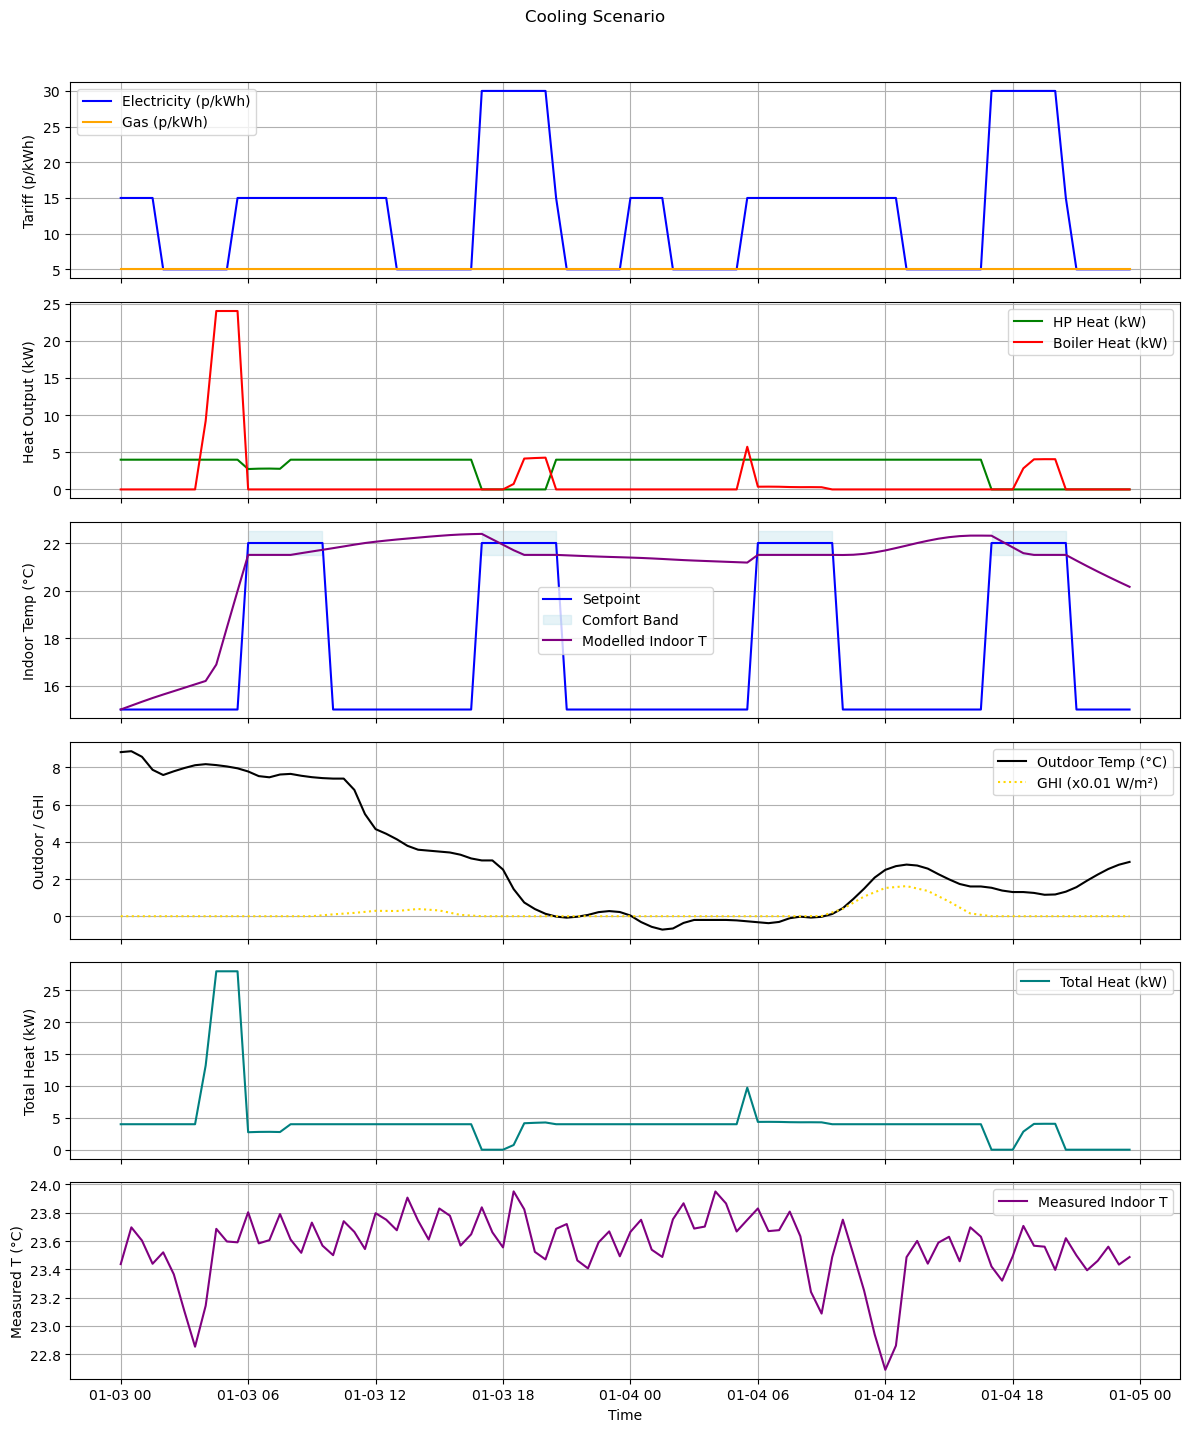 Cooling Scenario
Tariff (p/kWh)
30
25
20
15
10
5
Electricity (p/kWh)
Gas (p/kWh)
Heat Output (kW)
25
20
15
10
5
0
HP Heat (kW)
Boiler Heat (kW)
Indoor Temp (°C)
22
20
18
16
Setpoint
Comfort Band
Modelled Indoor T
Outdoor / GHI
8
6
4
2
0
Outdoor Temp (°C)
GHI (x0.01 W/m²)
Total Heat (kW)
25
20
15
10
5
0
Total Heat (kW)
Measured T (°C)
24.0
23.8
23.6
23.4
23.2
23.0
22.8
Measured Indoor T
01-03 00 01-03 06 01-03 12 01-03 18 01-04 00 01-04 06 01-04 12 01-04 18 01-05 00
Time